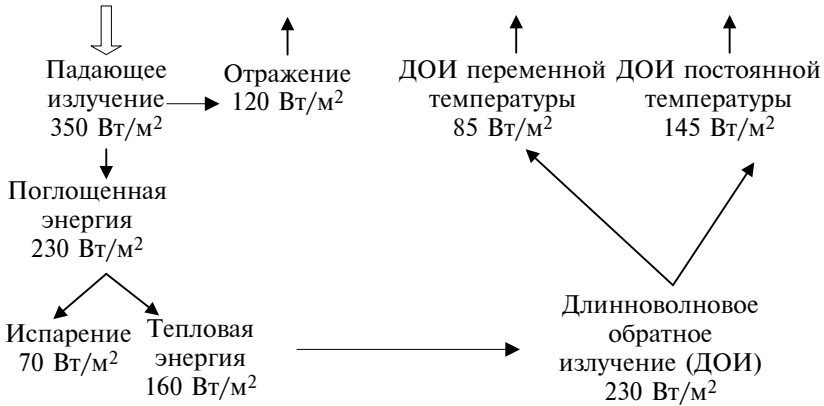 Падающее
излучение
350 Вт/м²
Отражение
120 Вт/м²
ДОИ переменной
температуры
85 Вт/м²
ДОИ постоянной
температуры
145 Вт/м²
Поглощенная
энергия
230 Вт/м²
Испарение
70 Вт/м²
Тепловая
энергия
160 Вт/м²
Длинноволновое
обратное
излучение (ДОИ)
230 Вт/м²